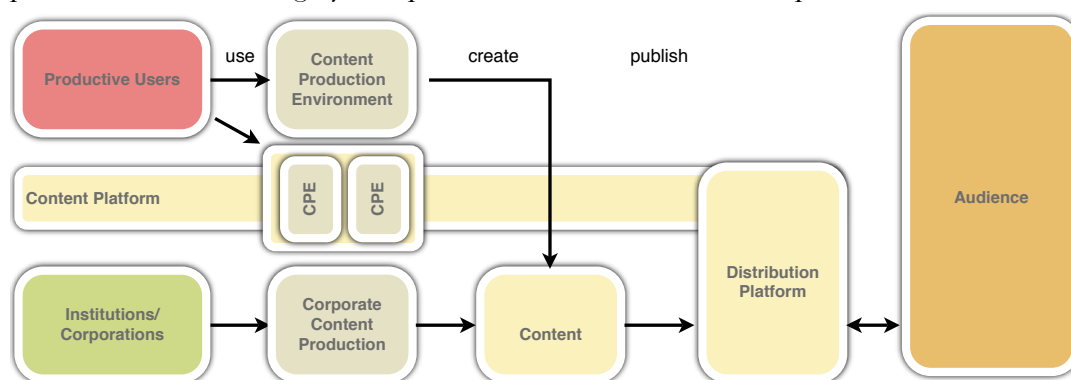 Productive Users
use
Content
Production
Environment
create
publish
Content Platform
CPE
CPE
Audience
Distribution
Platform
Institutions/
Corporations
Corporate
Content
Production
Content